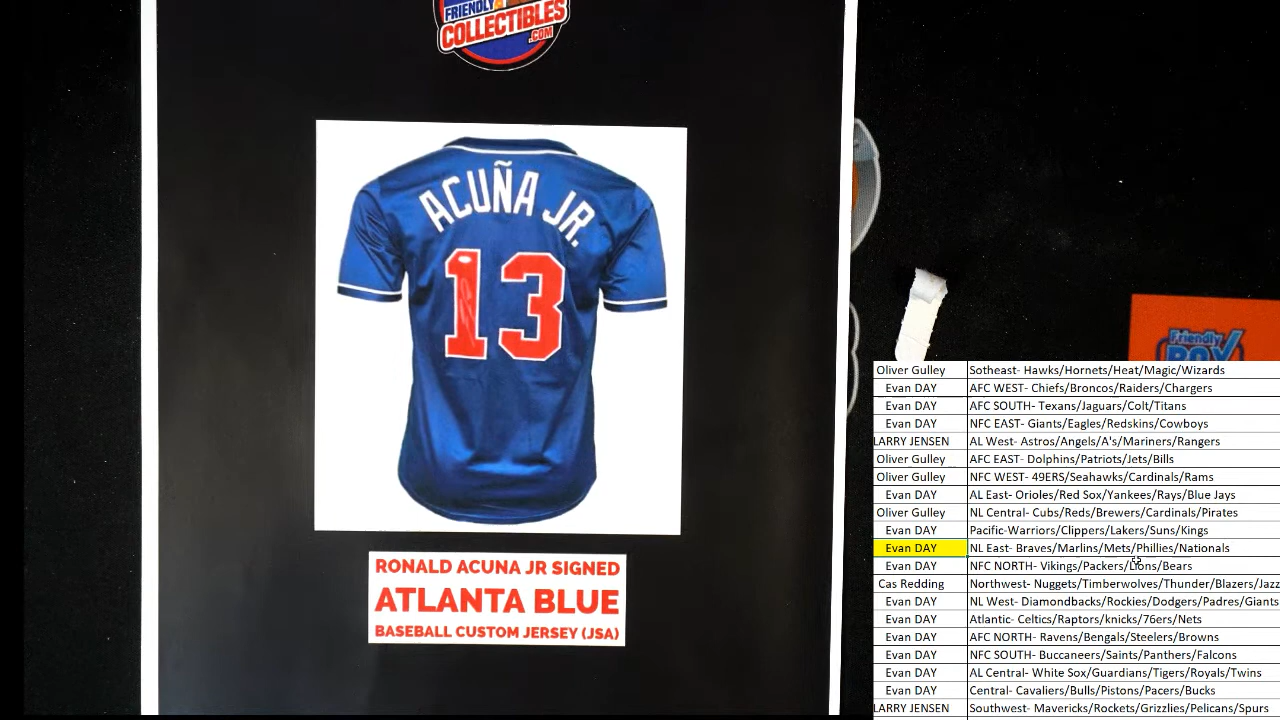 FRIENDLY
COLLECTIBLES
.COM
ACUÑA JR.
13
RONALD ACUNA JR SIGNED
ATLANTA BLUE
BASEBALL CUSTOM JERSEY (JSA)
Friendly
BOX
Oliver Gulley Sotheast- Hawks/Hornets/Heat/Magic/Wizards
Evan DAY AFC WEST- Chiefs/Broncos/Raiders/Chargers
Evan DAY AFC SOUTH- Texans/Jaguars/Colt/Titans
Evan DAY NFC EAST- Giants/Eagles/Redskins/Cowboys
LARRY JENSEN AL West- Astros/Angels/A's/Mariners/Rangers
Oliver Gulley AFC EAST- Dolphins/Patriots/Jets/Bills
Oliver Gulley NFC WEST- 49ERS/Seahawks/Cardinals/Rams
Evan DAY AL East- Orioles/Red Sox/Yankees/Rays/Blue Jays
Oliver Gulley NL Central- Cubs/Reds/Brewers/Cardinals/Pirates
Evan DAY Pacific-Warriors/Clippers/Lakers/Suns/Kings
Evan DAY NL East- Braves/Marlins/Mets/Phillies/Nationals
Evan DAY NFC NORTH- Vikings/Packers/Lions/Bears
Cas Redding Northwest- Nuggets/Timberwolves/Thunder/Blazers/Jazz
Evan DAY NL West- Diamondbacks/Rockies/Dodgers/Padres/Giants
Evan DAY Atlantic- Celtics/Raptors/knicks/76ers/Nets
Evan DAY AFC NORTH- Ravens/Bengals/Steelers/Browns
Evan DAY NFC SOUTH- Buccaneers/Saints/Panthers/Falcons
Evan DAY AL Central- White Sox/Guardians/Tigers/Royals/Twins
Evan DAY Central- Cavaliers/Bulls/Pistons/Pacers/Bucks
LARRY JENSEN Southwest- Mavericks/Rockets/Grizzlies/Pelicans/Spurs